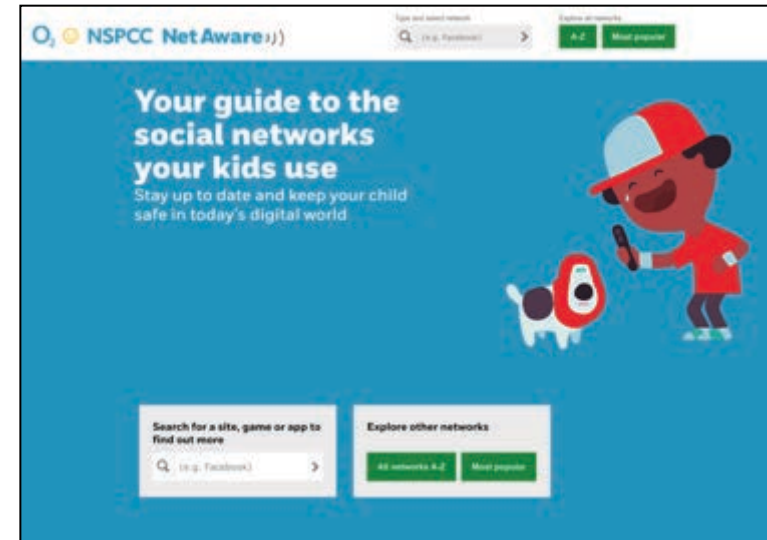 O2 NSPCC Net Aware
Type and select network
(e.g. Facebook)
Explore all networks
A-Z
Most popular
Your guide to the
social networks
your kids use
Stay up to date and keep your child
safe in today's digital world
Search for a site, game or app to
find out more
(e.g. Facebook)
Explore other networks
All networks A-Z
Most popular